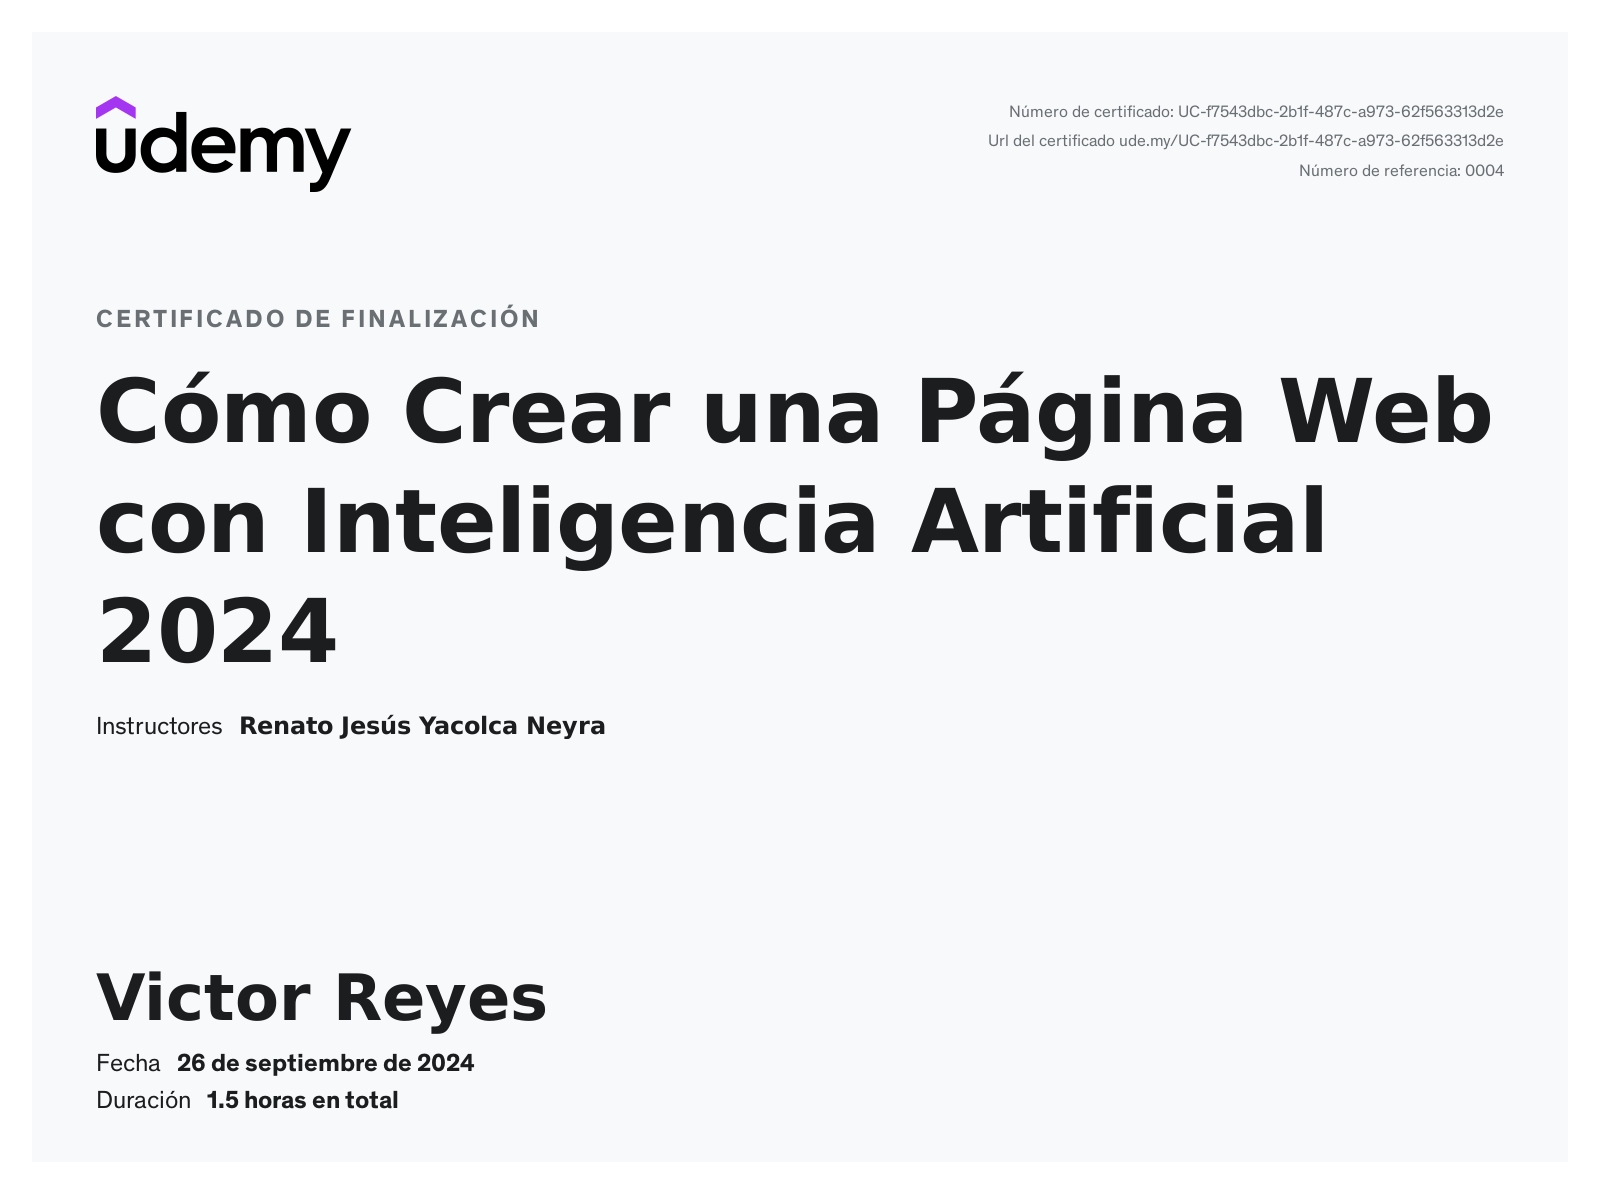 udemy
Número de certificado: UC-f7543dbc-2b1f-487c-a973-62f563313d2e
Url del certificado ude.my/UC-f7543dbc-2b1f-487c-a973-62f563313d2e
Número de referencia: 0004
CERTIFICADO DE FINALIZACIÓN
Cómo Crear una Página Web
con Inteligencia Artificial
2024
Instructores Renato Jesús Yacolca Neyra
Victor Reyes
Fecha 26 de septiembre de 2024
Duración 1.5 horas en total